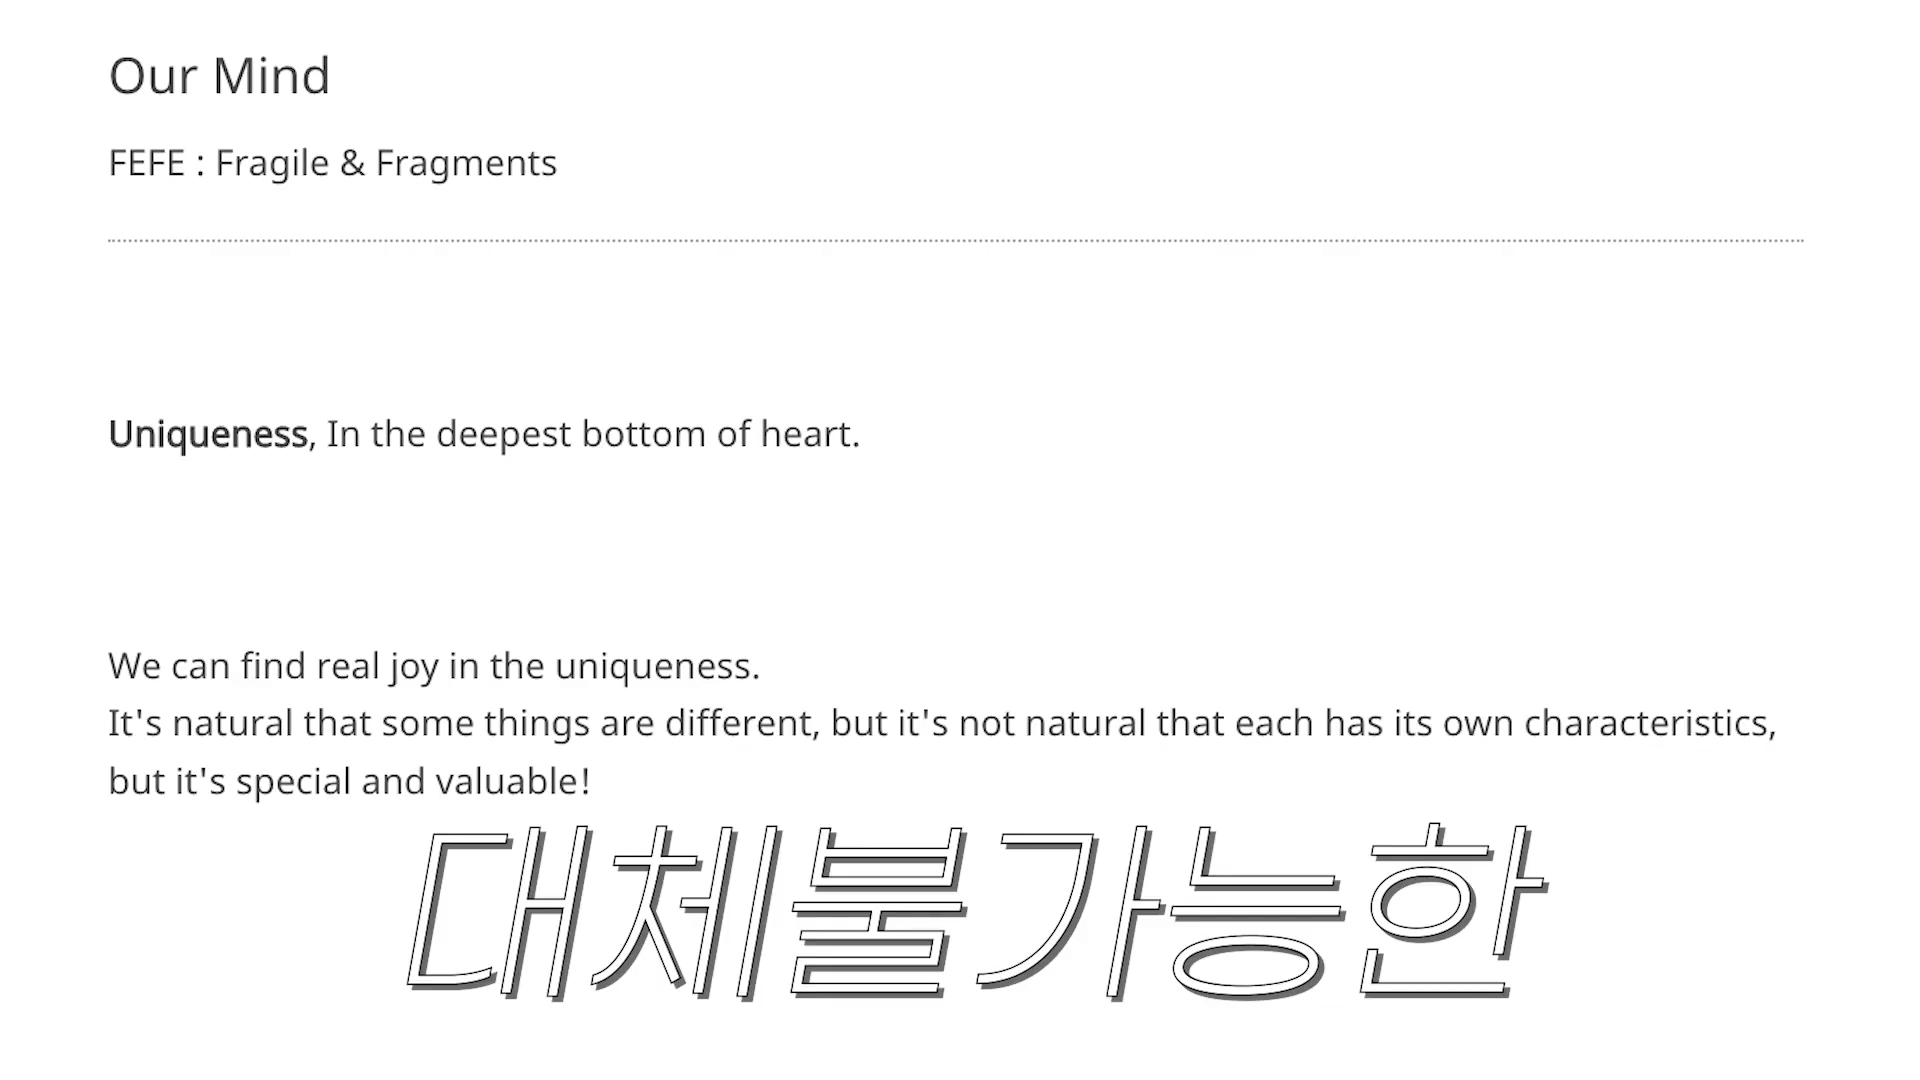 Our Mind
FEFE : Fragile & Fragments
Uniqueness, In the deepest bottom of heart.
We can find real joy in the uniqueness.
It's natural that some things are different, but it's not natural that each has its own characteristics,
but it's special and valuable!
대체불가능한